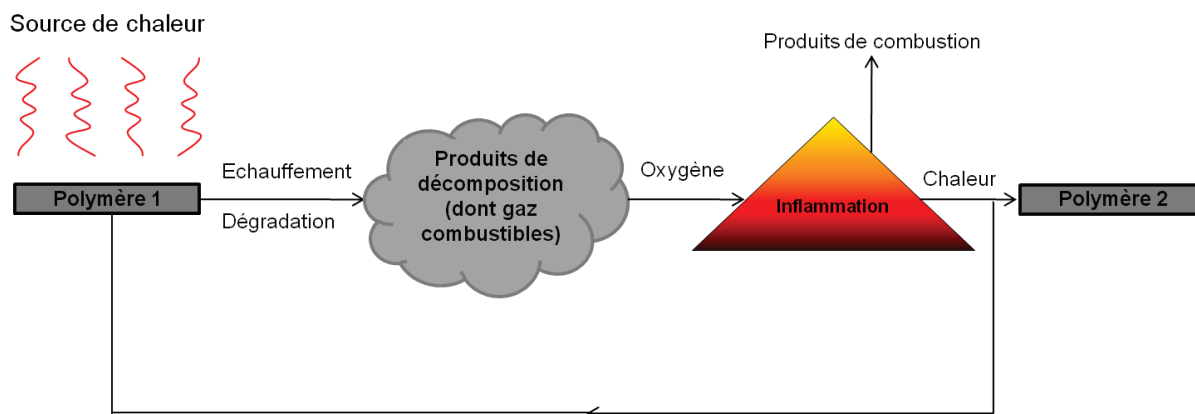 Source de chaleur
Produits de combustion
Polymère 1
Echauffement
Dégradation
Produits de
décomposition
(dont gaz
combustibles)
Oxygène
Inflammation
Chaleur
Polymère 2